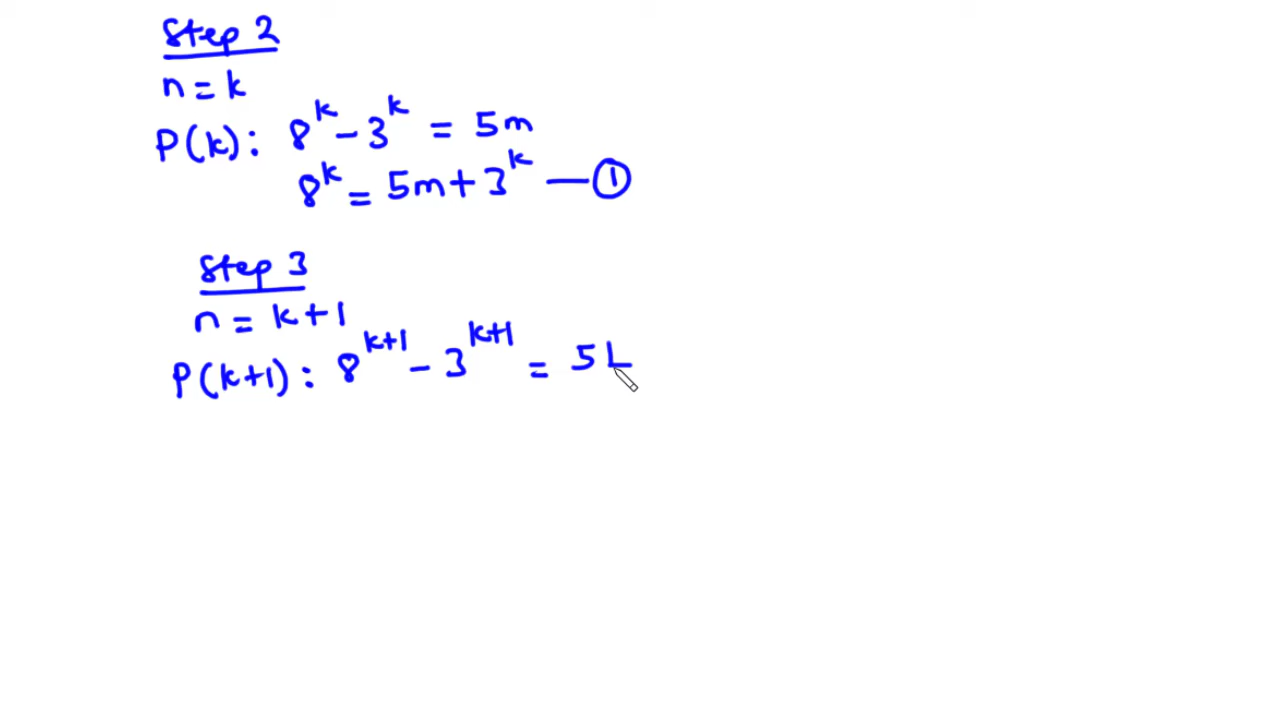 Step 2
n = k
P(k): 8^k - 3^k = 5m
8^k = 5m + 3^k — ①
Step 3
n = k+1
P(k+1): 8^{k+1} - 3^{k+1} = 5L